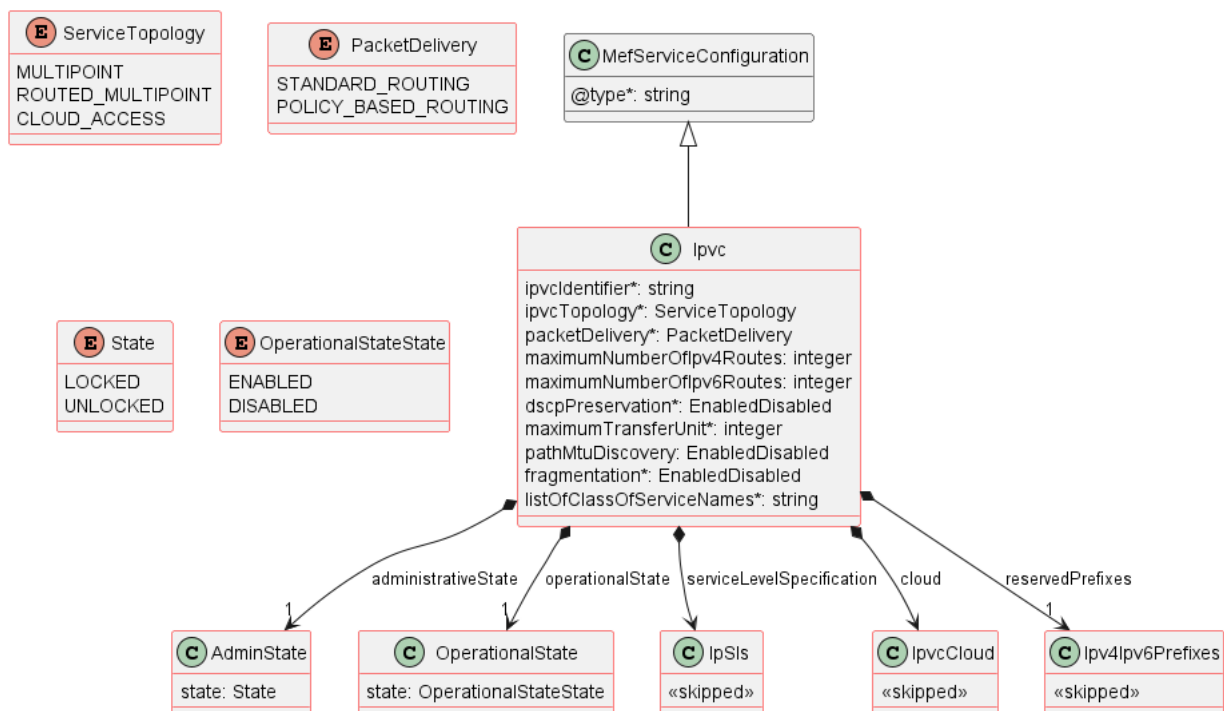 E ServiceTopology
MULTIPOINT
ROUTED_MULTIPOINT
CLOUD_ACCESS
E PacketDelivery
STANDARD_ROUTING
POLICY_BASED_ROUTING
C MefServiceConfiguration
@type*: string
E State
LOCKED
UNLOCKED
E OperationalStateState
ENABLED
DISABLED
C Ipvc
ipvcIdentifier*: string
ipvcTopology*: ServiceTopology
packetDelivery*: PacketDelivery
maximumNumberOfIpv4Routes: integer
maximumNumberOfIpv6Routes: integer
dscpPreservation*: EnabledDisabled
maximumTransferUnit*: integer
pathMtuDiscovery: EnabledDisabled
fragmentation*: EnabledDisabled
listOfClassOfServiceNames*: string
administrativeState
operationalState
serviceLevelSpecification
cloud
reservedPrefixes
1
1
1
C AdminState
state: State
C OperationalState
state: OperationalStateState
C IpSls
«skipped»
C IpvcCloud
«skipped»
C Ipv4Ipv6Prefixes
«skipped»